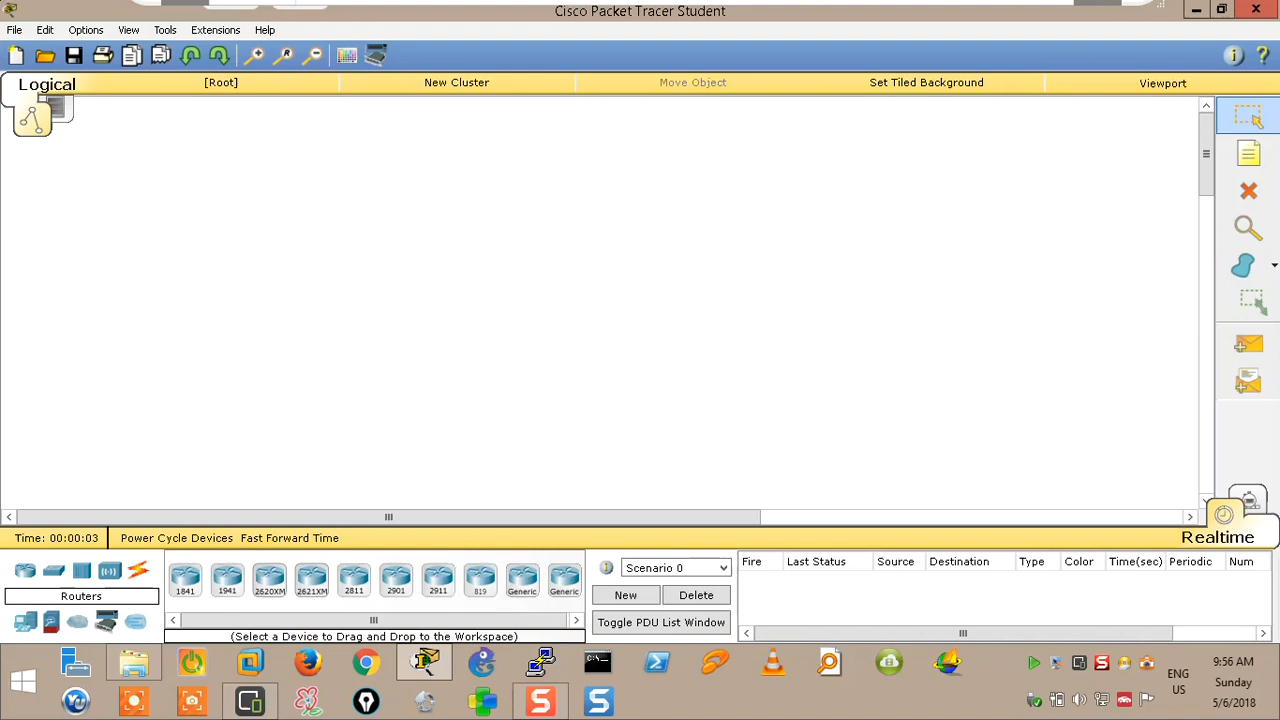 Cisco Packet Tracer Student
File Edit Options View Tools Extensions Help
Logical [Root] New Cluster Move Object Set Tiled Background Viewport
Time: 00:00:03 Power Cycle Devices Fast Forward Time Realtime
Scenario 0 Fire Last Status Source Destination Type Color Time(sec) Periodic Num
1841 1941 2620XM 2621XM 2811 2901 2911 819 Generic Generic
Routers New Delete
Toggle PDU List Window
(Select a Device to Drag and Drop to the Workspace)
ENG
US
9:56 AM
Sunday
5/6/2018